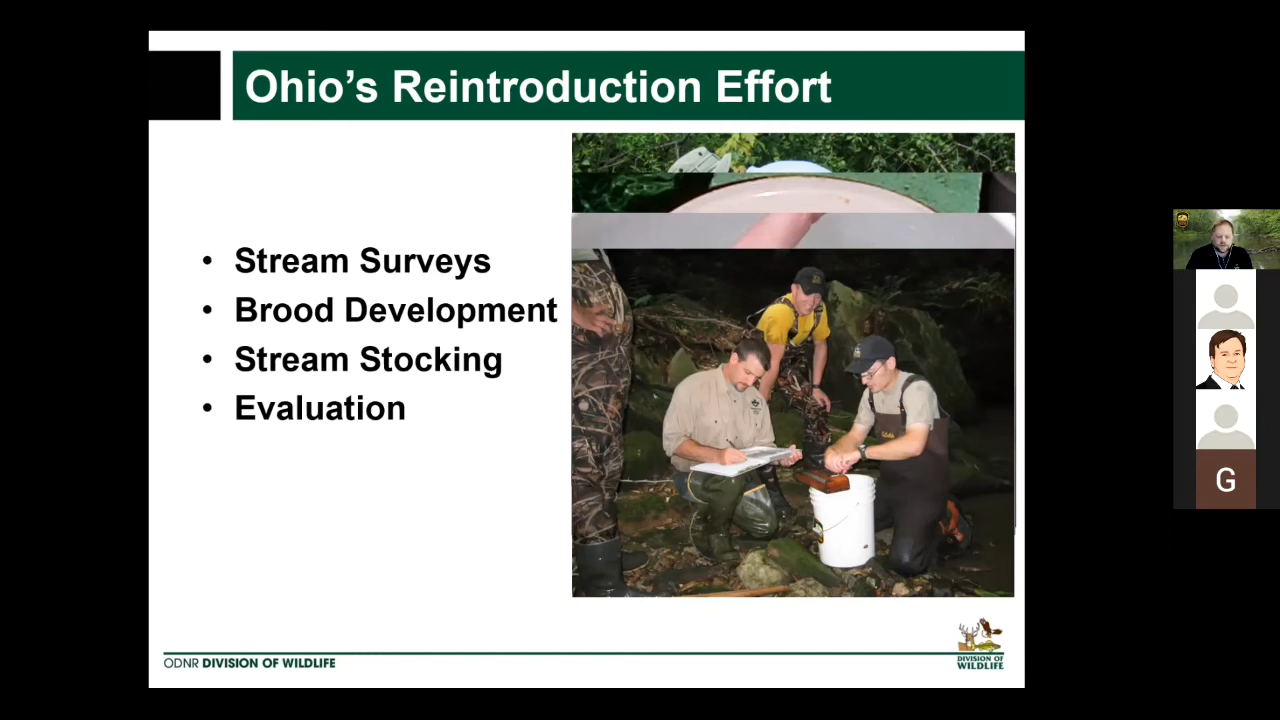 Ohio's Reintroduction Effort
• Stream Surveys
• Brood Development
• Stream Stocking
• Evaluation
ODNR DIVISION OF WILDLIFE
DIVISION OF
WILDLIFE
G